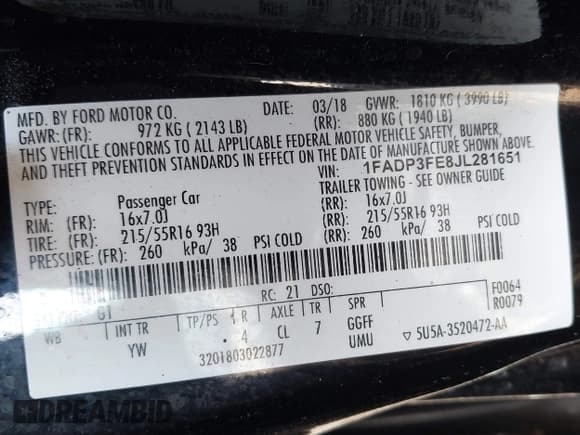 MFD. BY FORD MOTOR CO.
DATE: 03/18 GVWR: 1810 KG ( 3990 LB)
GAWR: (FR): 972 KG ( 2143 LB) (RR): 880 KG ( 1940 LB)
THIS VEHICLE CONFORMS TO ALL APPLICABLE FEDERAL MOTOR VEHICLE SAFETY, BUMPER,
AND THEFT PREVENTION STANDARDS IN EFFECT ON THE DATE OF MANUFACTURE SHOWN ABOVE.
VIN: 1FADP3FE8JL281651
TYPE: Passenger Car TRAILER TOWING - SEE OWNER GUIDE
RIM: (FR): 16x7.0J (RR): 16x7.0J
TIRE: (FR): 215/55R16 93H (RR): 215/55R16 93H
PRESSURE: (FR): 260 kPa/ 38 PSI COLD (RR): 260 kPa/ 38 PSI COLD
G1 RC: 21 DSO: F0064
WB INT TR TP/PS R AXLE TR SPR R0079
YW 4 CL 7 GGFF
UMU
3201803022877
5U5A-3520472-AA
DREAMBID